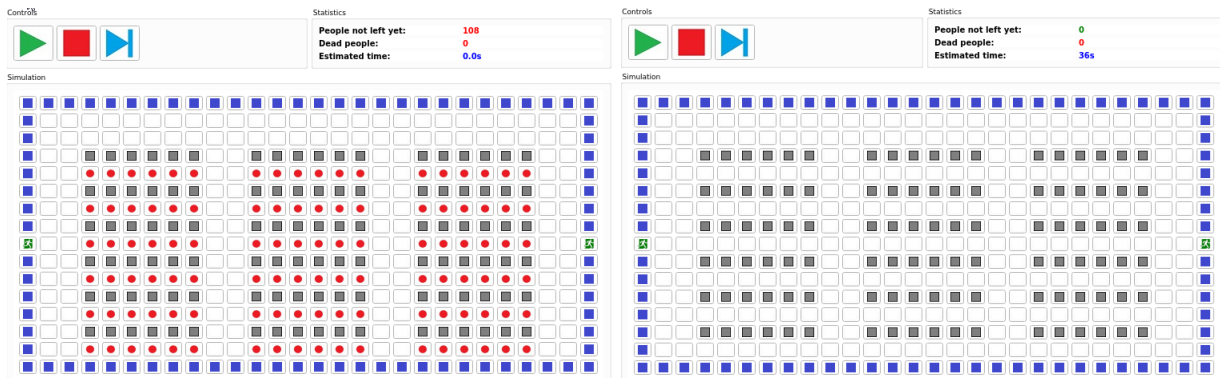 Controls
Statistics
People not left yet: 108
Dead people: 0
Estimated time: 0.0s
Simulation
Controls
Statistics
People not left yet: 0
Dead people: 0
Estimated time: 36s
Simulation